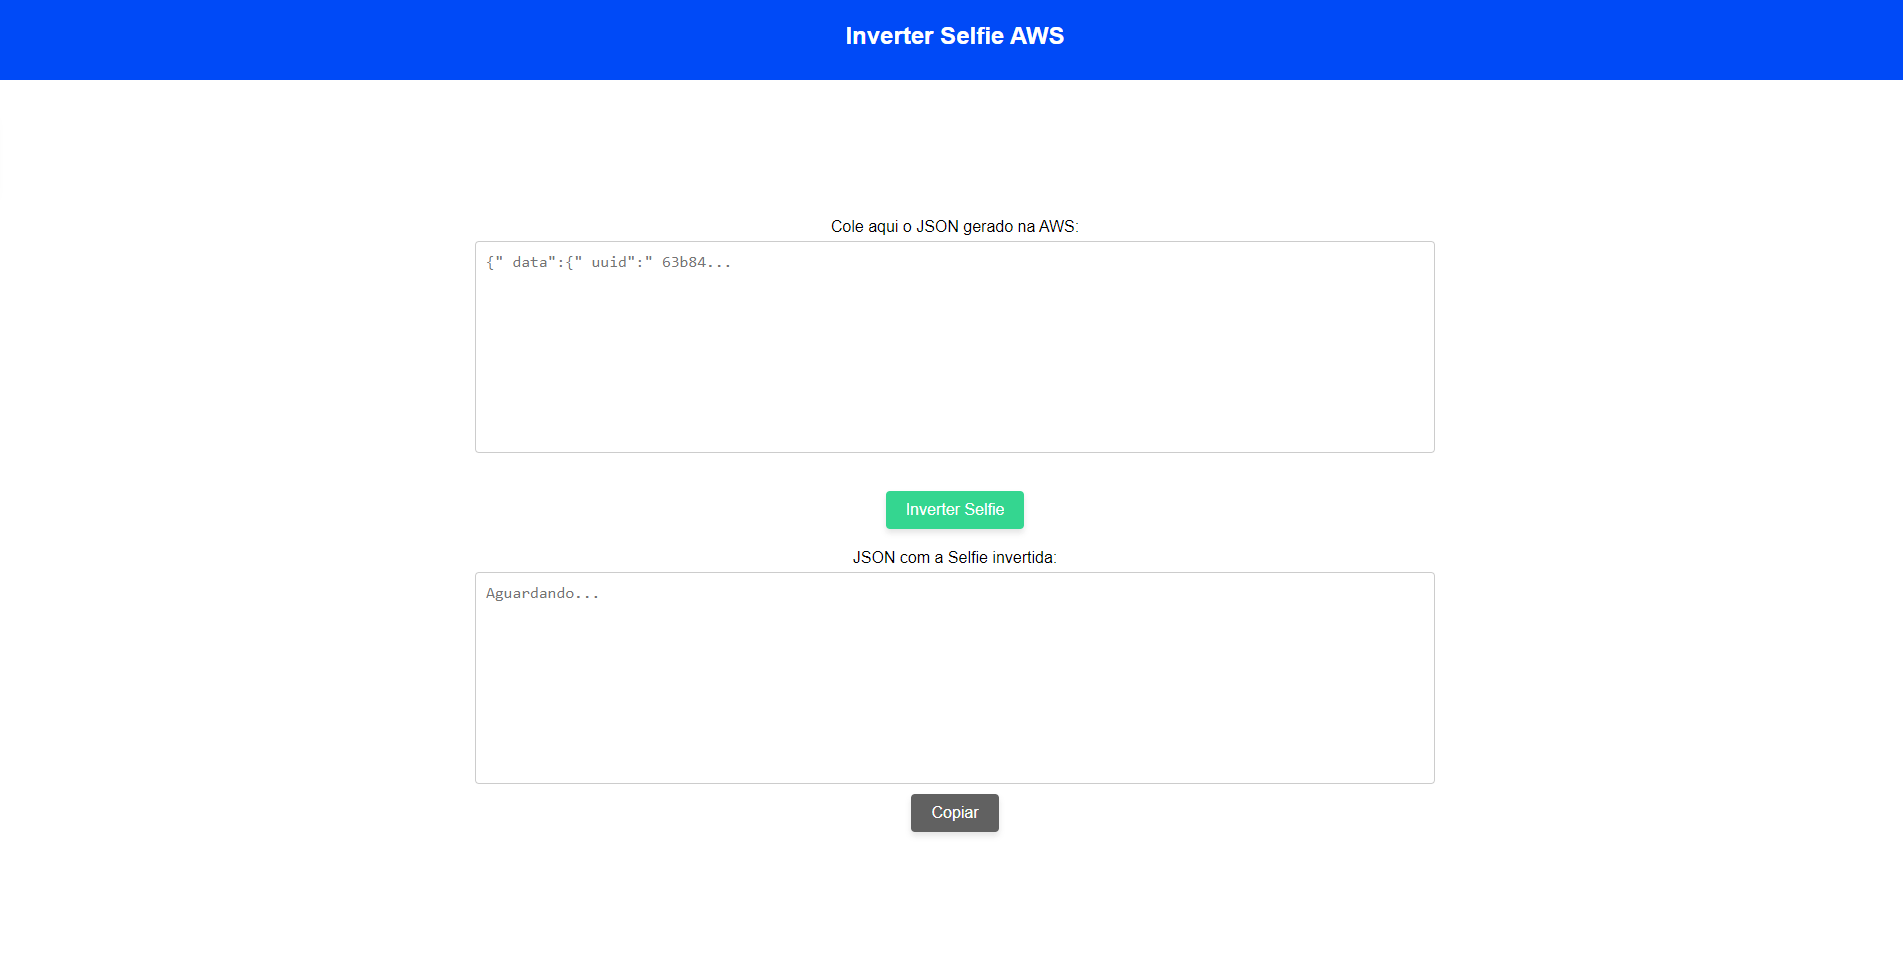 Inverter Selfie AWS
Cole aqui o JSON gerado na AWS:
{" data":{" uuid":" 63b84...
Inverter Selfie
JSON com a Selfie invertida:
Aguardando...
Copiar